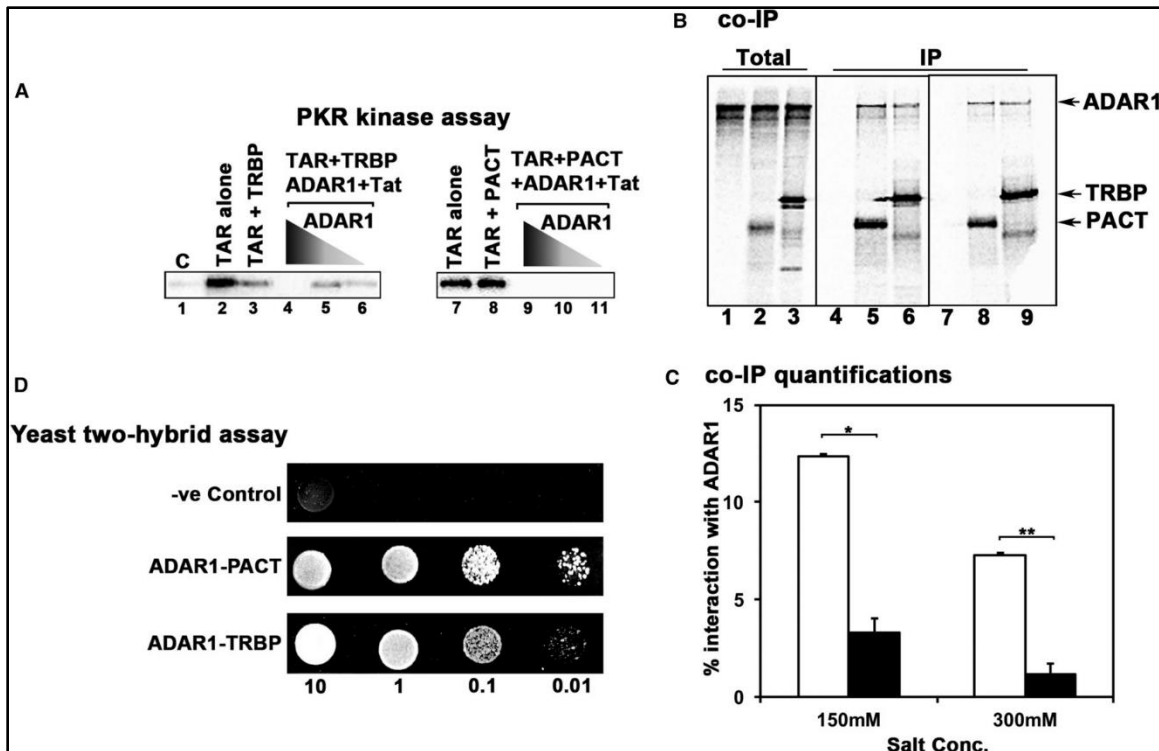 A
PKR kinase assay
TAR alone
TAR + TRBP
TAR+TRBP
ADAR1+Tat
ADAR1
C
1 2 3 4 5 6
TAR alone
TAR + PACT
TAR+PACT
+ADAR1+Tat
ADAR1
7 8 9 10 11
B co-IP
Total IP
ADAR1
TRBP
PACT
1 2 3 4 5 6 7 8 9
D
Yeast two-hybrid assay
-ve Control
ADAR1-PACT
ADAR1-TRBP
10 1 0.1 0.01
C co-IP quantifications
% interaction with ADAR1
15
10
5
0
*
**
150mM 300mM
Salt Conc.